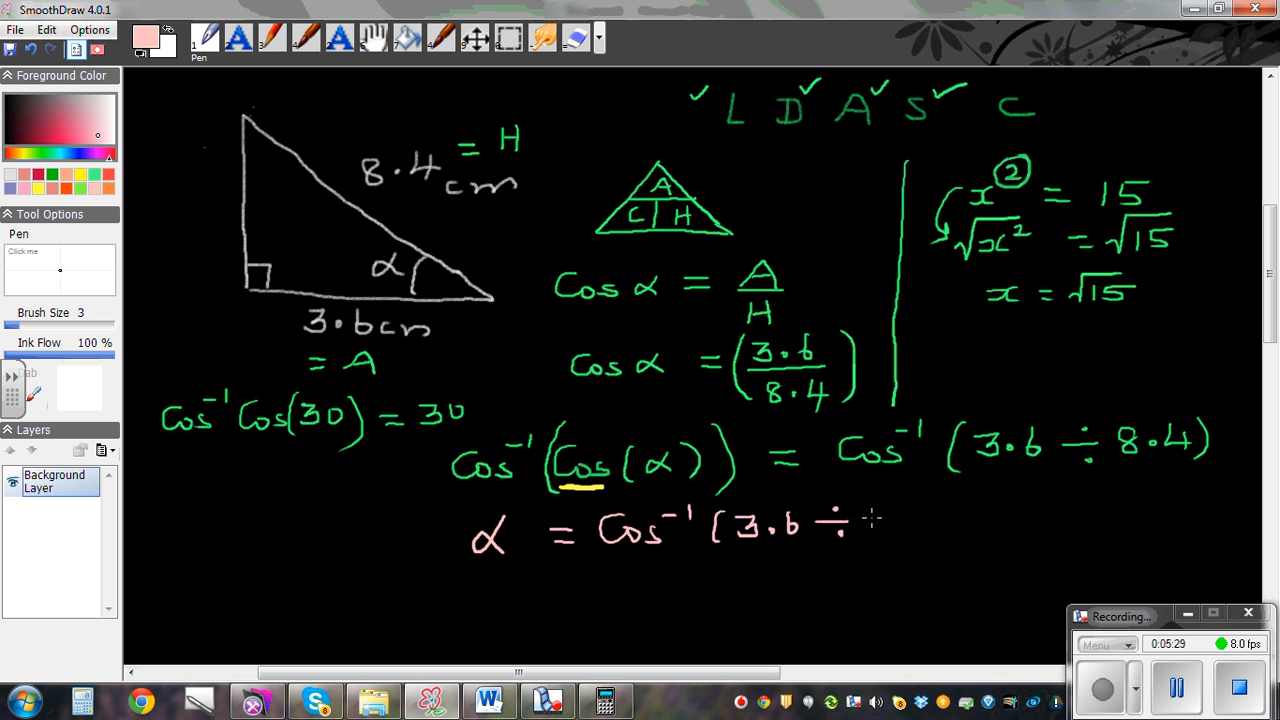 SmoothDraw 4.0.1
File Edit Options
Pen
Foreground Color
Tool Options
Pen
Click me
Brush Size 3
Ink Flow 100 %
Layers
Background Layer
L D A S C
8.4 cm = H
α
3.6cm
= A
A
C H
Cos α = A/H
Cos α = (3.6/8.4)
x² = 15
√x² = √15
x = √15
Cos⁻¹ Cos(30) = 30
Cos⁻¹(Cos(α)) = Cos⁻¹(3.6 ÷ 8.4)
α = Cos⁻¹(3.6 ÷
Recording...
Menu
0:05:29
8.0 fps